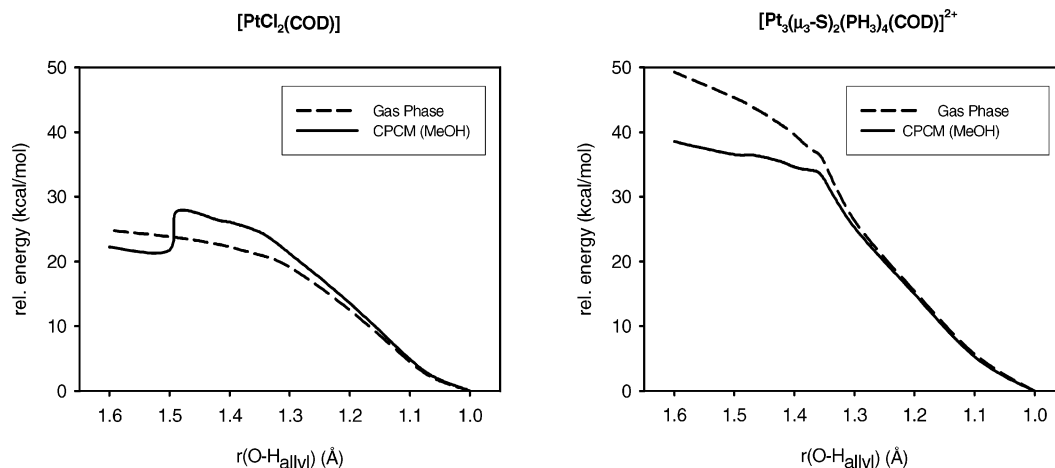 [PtCl2(COD)]
50
40
30
20
10
0
rel. energy (kcal/mol)
Gas Phase
CPCM (MeOH)
1.6 1.5 1.4 1.3 1.2 1.1 1.0
r(O-Hallyl) (Å)
[Pt3(μ3-S)2(PH3)4(COD)]2+
50
40
30
20
10
0
rel. energy (kcal/mol)
Gas Phase
CPCM (MeOH)
1.6 1.5 1.4 1.3 1.2 1.1 1.0
r(O-Hallyl) (Å)